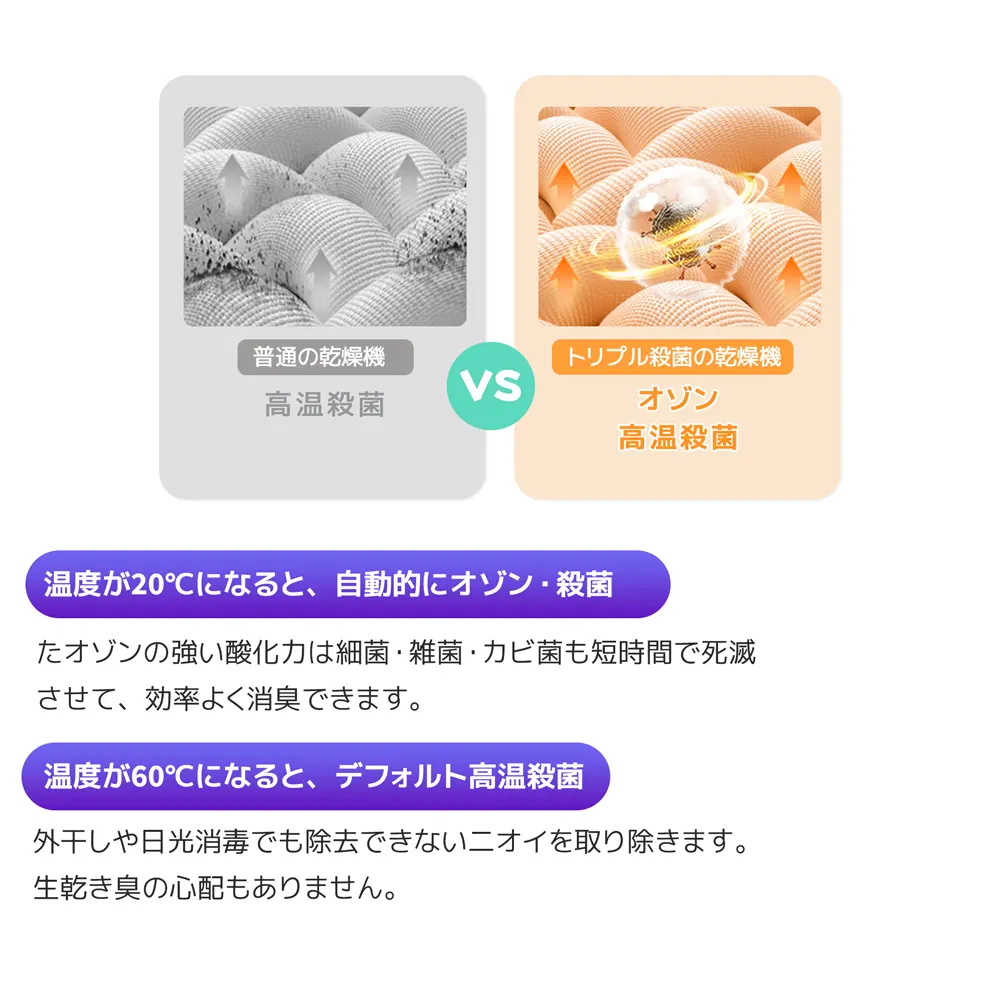 普通の乾燥機
高温殺菌
VS
トリプル殺菌の乾燥機
オゾン
高温殺菌
温度が20℃になると、自動的にオゾン・殺菌
たオゾンの強い酸化力は細菌・雑菌・カビ菌も短時間で死滅
させて、効率よく消臭できます。
温度が60℃になると、デフォルト高温殺菌
外干しや日光消毒でも除去できないニオイを取り除きます。
生乾き臭の心配もありません。